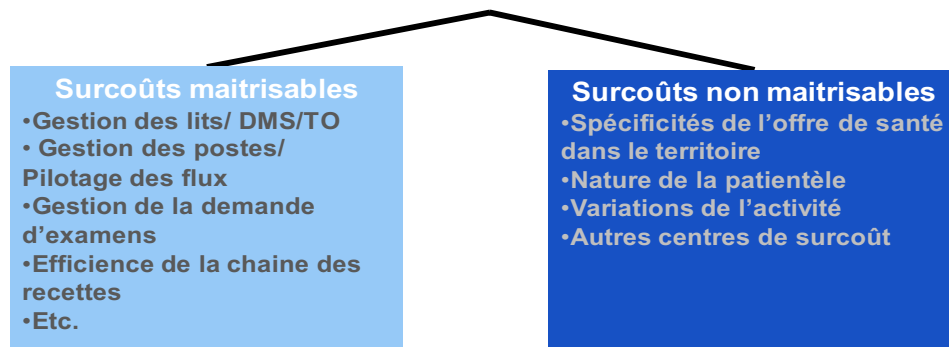 Surcoûts maitrisables
•Gestion des lits/ DMS/TO
• Gestion des postes/
Pilotage des flux
•Gestion de la demande
d’examens
•Efficience de la chaine des
recettes
•Etc.
Surcoûts non maitrisables
•Spécificités de l’offre de santé
dans le territoire
•Nature de la patientèle
•Variations de l’activité
•Autres centres de surcoût